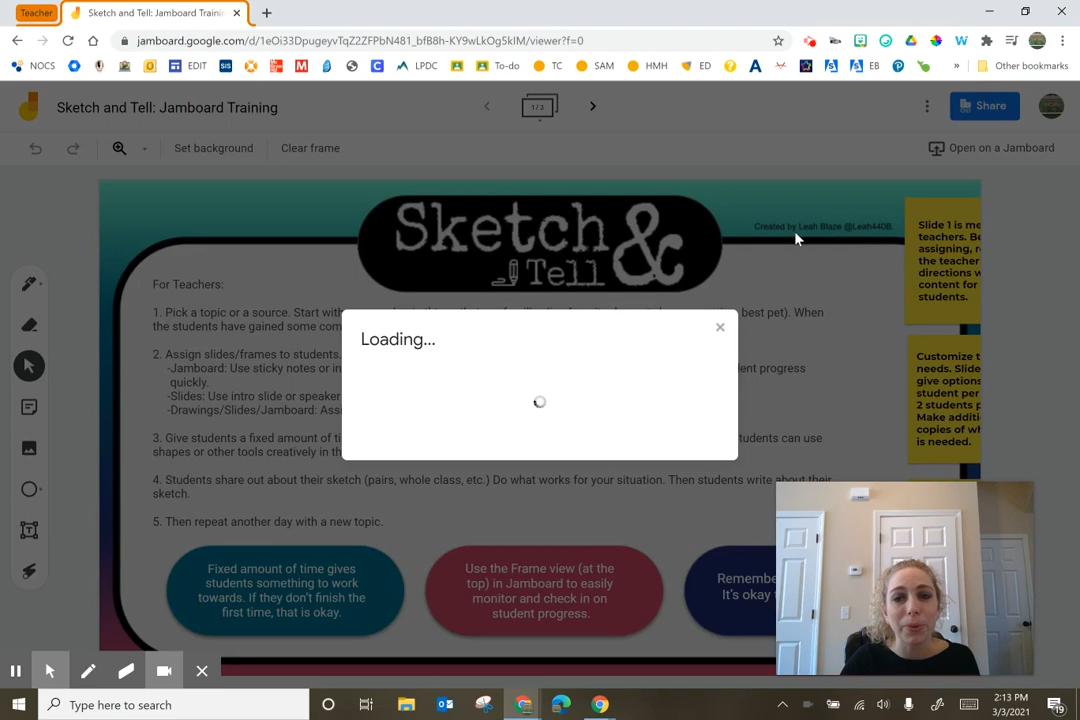 Teacher
Sketch and Tell: Jamboard Trainin
jamboard.google.com/d/1eOi33DpugeyvTqZ2ZFPbN481_bfB8h-KY9wLkOg5kIM/viewer?f=0
NOCS
EDIT
SIS
M
C
LPDC
To-do
TC
SAM
HMH
ED
EB
Other bookmarks
Sketch and Tell: Jamboard Training
1 / 3
Share
Set background
Clear frame
Open on a Jamboard
Sketch &
Tell
Created by Leah Blaze @Leah440B.
Slide 1 is me
teachers. Be
assigning, r
the teacher
directions w
content for
students.
For Teachers:
1. Pick a topic or a source. Start with
best pet). When
the students have gained some com
2. Assign slides/frames to students.
-Jamboard: Use sticky notes or in
dent progress
quickly.
-Slides: Use intro slide or speaker
-Drawings/Slides/Jamboard: Ass
Loading...
Customize t
needs. Slide
give options
student per
2 students p
Make additi
copies of wh
is needed.
3. Give students a fixed amount of ti
tudents can use
shapes or other tools creatively in th
4. Students share out about their sketch (pairs, whole class, etc.) Do what works for your situation. Then students write about their
sketch.
5. Then repeat another day with a new topic.
Fixed amount of time gives
students something to work
towards. If they don't finish the
first time, that is okay.
Use the Frame view (at the
top) in Jamboard to easily
monitor and check in on
student progress.
Remembe
It's okay t
Type here to search
2:13 PM
3/3/2021
19